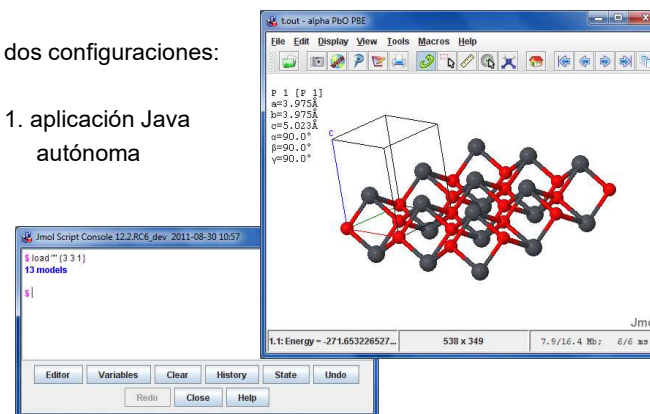 dos configuraciones:
1. aplicación Java
autónoma
t.out - alpha PbO PBE
File Edit Display View Tools Macros Help
P 1 [P 1]
a=3.975Å
b=3.975Å
c=5.023Å
α=90.0°
β=90.0°
γ=90.0°
c
Jmo
1.1: Energy = -271.653226527... 538 x 349 7.9/16.4 Mb; 6/6 ms
Jmol Script Console 12.2.RC6_dev 2011-08-30 10:57
$ load "" {3 3 1}
13 models
$
Editor Variables Clear History State Undo
Redo Close Help